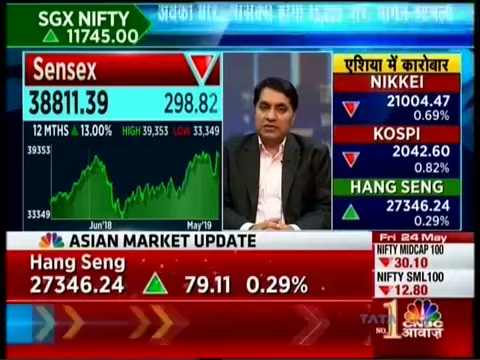 SGX NIFTY
▲ 11745.00
Sensex
38811.39 298.82
12 MTHS ▲ 13.00% HIGH 39,353 LOW 33,349
39353
33349
Jun'18 May'19
एशिया में कारोबार
NIKKEI
21004.47
0.69%
KOSPI
2042.60
0.82%
HANG SENG
27346.24
0.29%
ASIAN MARKET UPDATE
Hang Seng
27346.24 79.11 0.29%
Fri 24 May
NIFTY MIDCAP 100
30.10
NIFTY SML100
12.80
NO. 1
CNBC
आवाज़